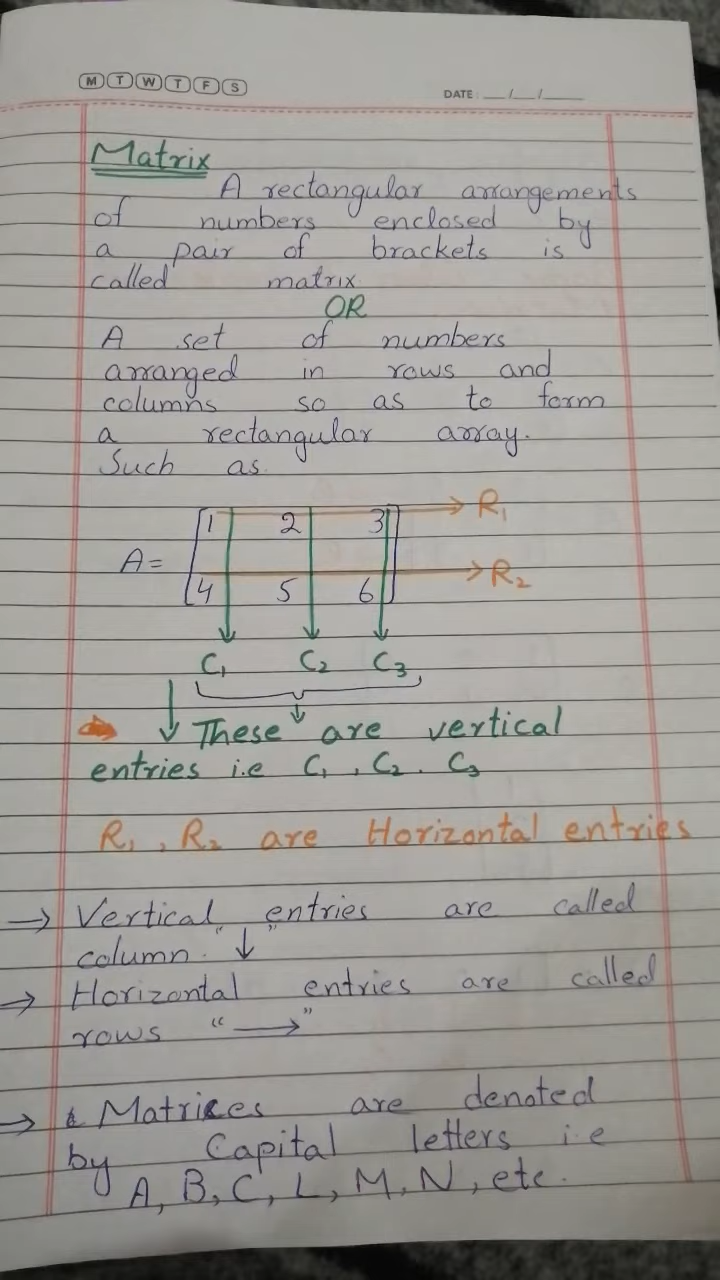 M T W T F S
DATE: __/__/____
Matrix
A rectangular arrangements
of numbers enclosed by
a pair of brackets is
called matrix
OR
A set of numbers
arranged in rows and
columns so as to form
a rectangular array.
Such as.
1 2 3 → R₁
A =
4 5 6 → R₂
C₁ C₂ C₃
These are vertical
entries i.e C₁, C₂. C₃
R₁, R₂ are Horizontal entries
→ Vertical entries are called
column. "↓"
→ Horizontal entries are called
rows "→"
→ Matrices are denoted
by Capital letters i.e
A, B, C, L, M, N, etc.